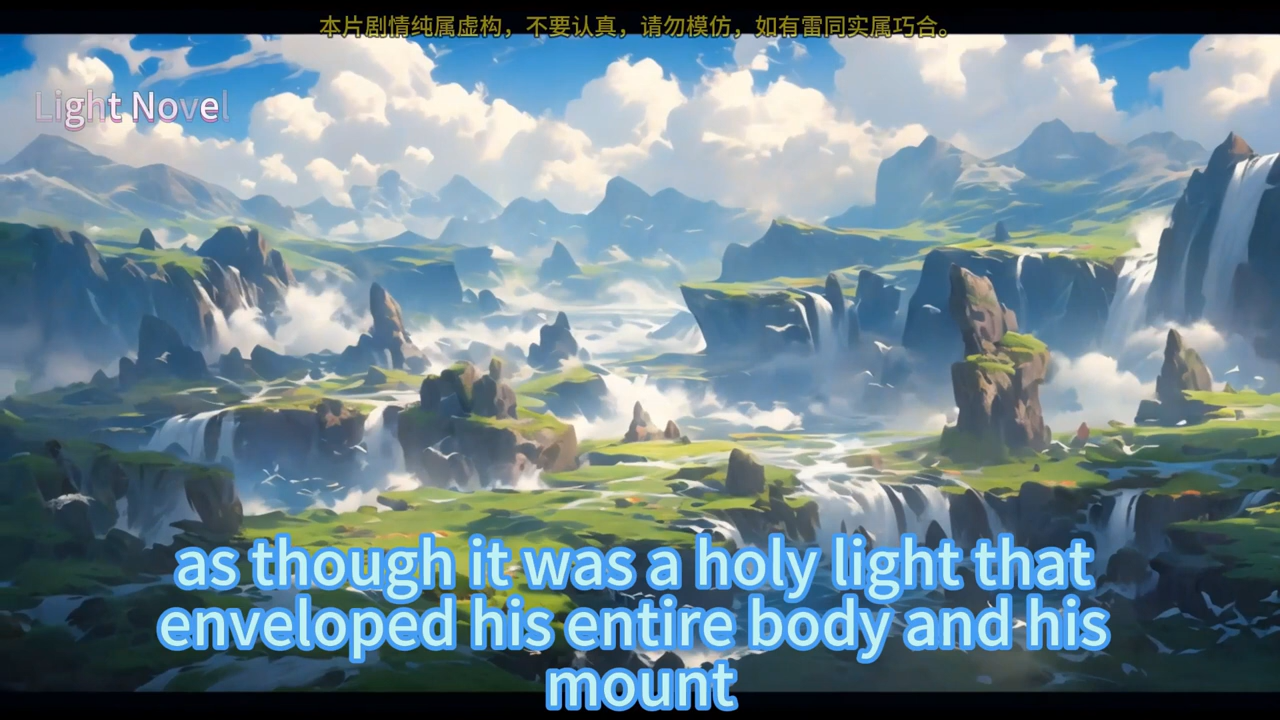 本片剧情纯属虚构，不要认真，请勿模仿，如有雷同实属巧合。
Light Novel
as though it was a holy light that
enveloped his entire body and his
mount